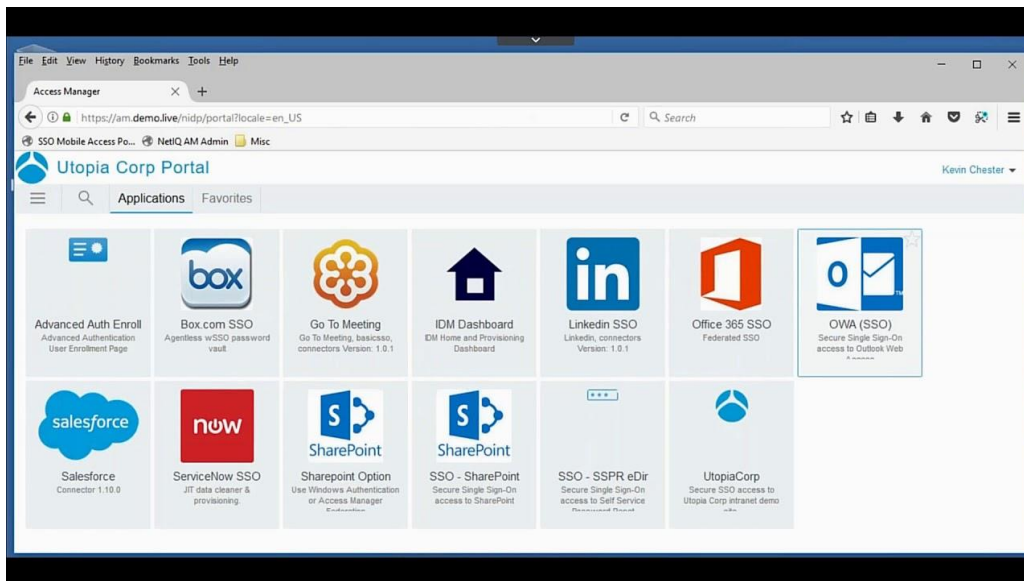 File Edit View History Bookmarks Tools Help
Access Manager
https://am.demo.live/nidp/portal?locale=en_US
Search
SSO Mobile Access Po... NetIQ AM Admin Misc
Utopia Corp Portal
Kevin Chester
Applications Favorites
Advanced Auth Enroll
Advanced Authentication
User Enrollment Page
box
Box.com SSO
Agentless wSSO password
vault
Go To Meeting
Go To Meeting, basicsso,
connectors Version: 1.0.1
IDM Dashboard
IDM Home and Provisioning
Dashboard
in
Linkedin SSO
Linkedin, connectors
Version: 1.0.1
Office 365 SSO
Federated SSO
O
TM
OWA (SSO)
Secure Single Sign-On
access to Outlook Web
Access
salesforce
Salesforce
Connector 1.10.0
now
ServiceNow SSO
JIT data cleaner &
provisioning.
S
SharePoint
Sharepoint Option
Use Windows Authentication
or Access Manager
Federation
S
SharePoint
SSO - SharePoint
Secure Single Sign-On
access to SharePoint
SSO - SSPR eDir
Secure Single Sign-On
access to Self Service
Password Reset
UtopiaCorp
Secure SSO access to
Utopia Corp intranet demo
site